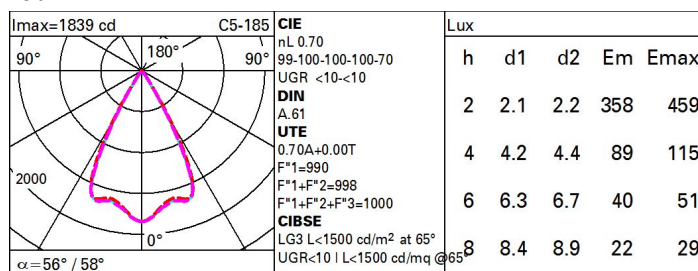 Imax=1839 cd C5-185
90° 180° 90°
2000
0°
α=56° / 58°
CIE
nL 0.70
99-100-100-100-70
UGR <10-<10
DIN
A.61
UTE
0.70A+0.00T
F"1=990
F"1+F"2=998
F"1+F"2+F"3=1000
CIBSE
LG3 L<1500 cd/m² at 65°
UGR<10 | L<1500 cd/mq @65°
Lux
h d1 d2 Em Emax
2 2.1 2.2 358 459
4 4.2 4.4 89 115
6 6.3 6.7 40 51
8 8.4 8.9 22 29